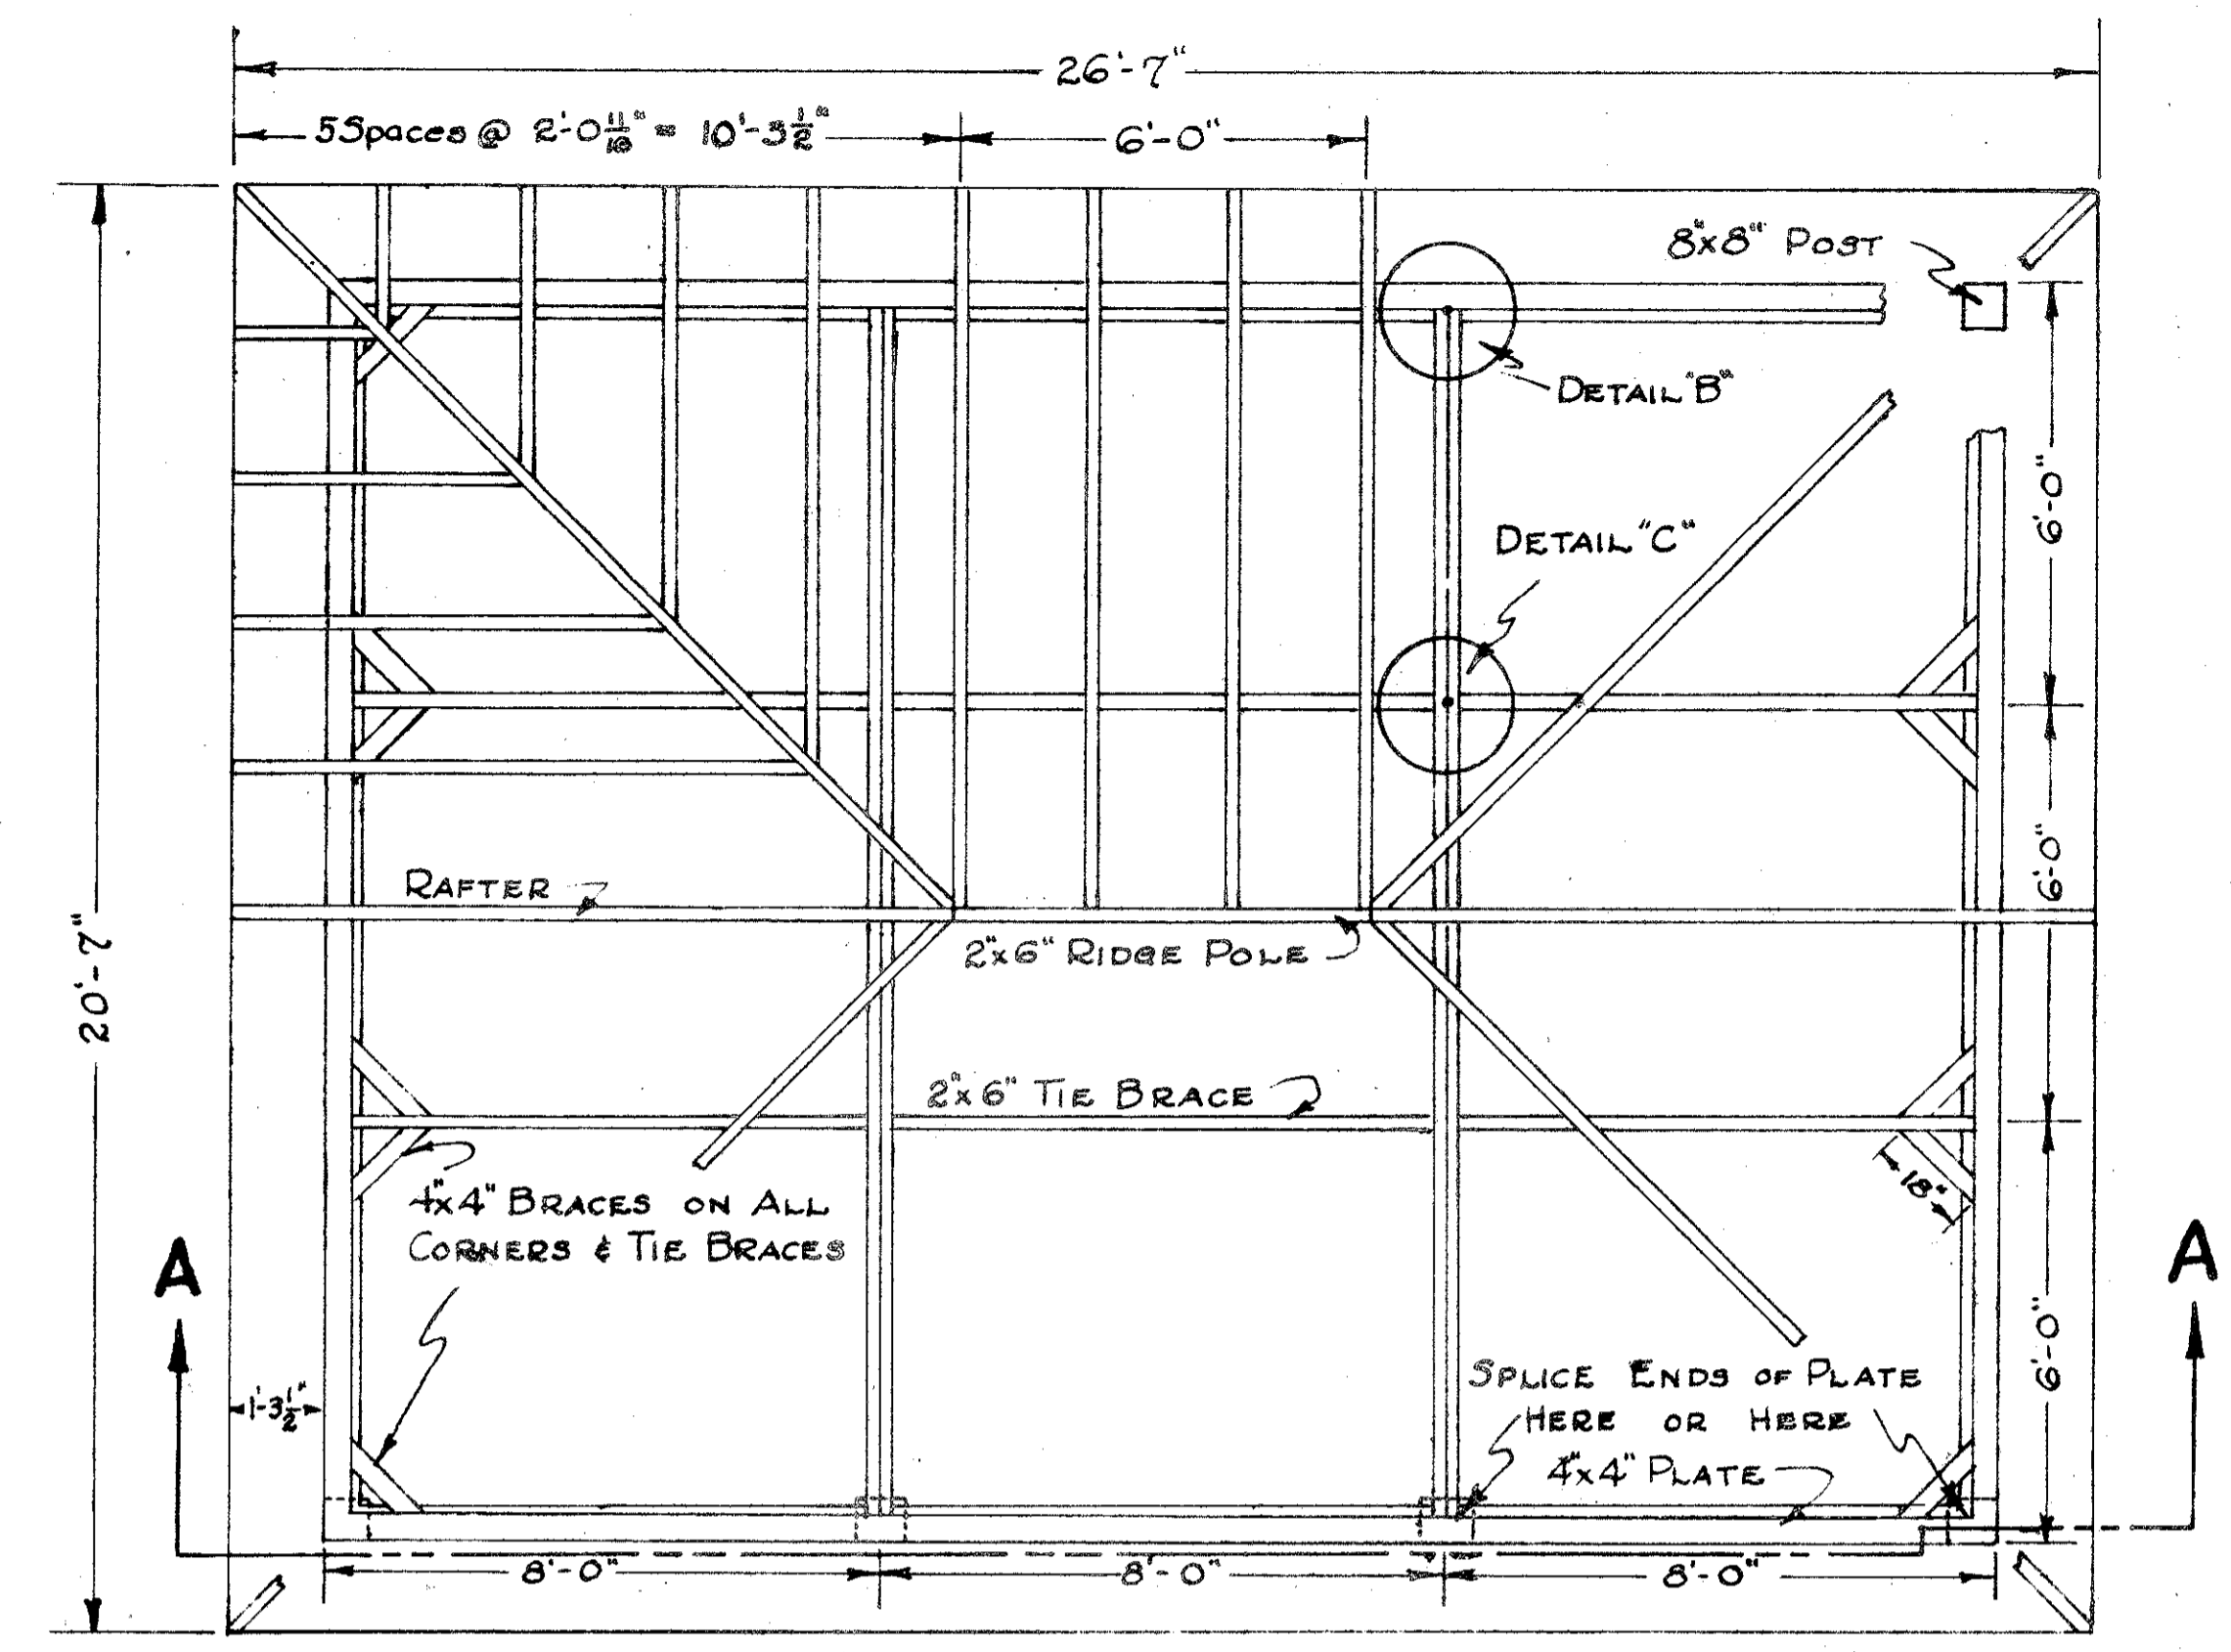 26'-7"
5 Spaces @ 2'-0 11/16" = 10'-3 1/2"
6'-0"
8"x8" POST
DETAIL "B"
6'-0"
DETAIL "C"
20'-7"
RAFTER
6'-0"
2"x6" RIDGE POLE
2"x6" TIE BRACE
4"x4" BRACES ON ALL
CORNERS & TIE BRACES
18"
A
A
1'-3 1/2"
6'-0"
SPLICE ENDS OF PLATE
HERE OR HERE
4"x4" PLATE
8'-0"
8'-0"
8'-0"